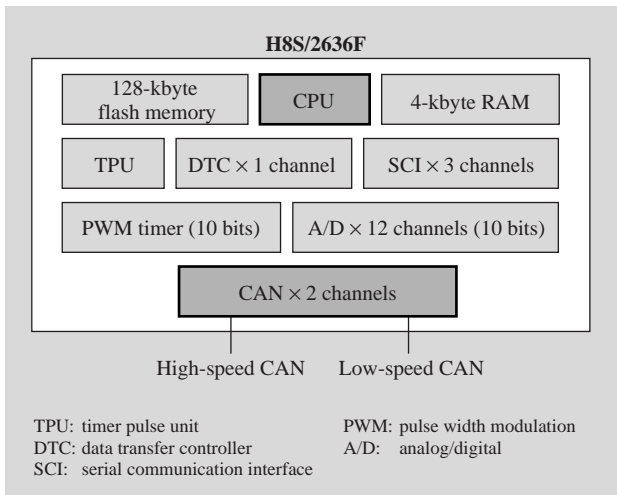 H8S/2636F
128-kbyte
flash memory
CPU
4-kbyte RAM
TPU
DTC × 1 channel
SCI × 3 channels
PWM timer (10 bits)
A/D × 12 channels (10 bits)
CAN × 2 channels
High-speed CAN
Low-speed CAN
TPU: timer pulse unit
DTC: data transfer controller
SCI: serial communication interface
PWM: pulse width modulation
A/D: analog/digital